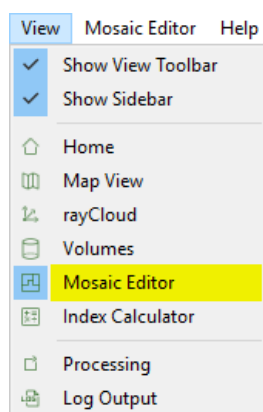 View Mosaic Editor Help
Show View Toolbar
Show Sidebar
Home
Map View
rayCloud
Volumes
Mosaic Editor
Index Calculator
Processing
Log Output